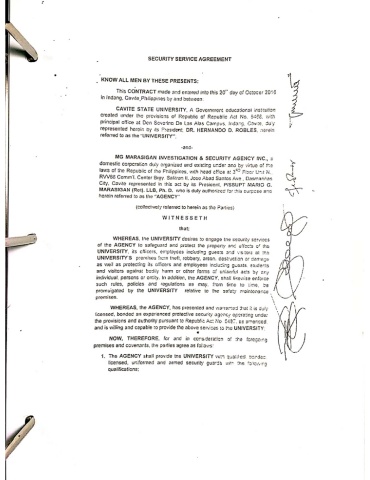 SECURITY SERVICE AGREEMENT
KNOW ALL MEN BY THESE PRESENTS:
This CONTRACT made and entered into this 20th day of October 2016
in Indang, Cavite, Philippines by and between:
CAVITE STATE UNIVERSITY, A Government educational institution
created under the provisions of Republic of Republic Act No. 8468, with
principal office at Don Severino De Las Alas Campus, Indang, Cavite, duly
represented herein by its President, DR. HERNANDO D. ROBLES, herein
referred to as the "UNIVERSITY".
-and-
MG MARASIGAN INVESTIGATION & SECURITY AGENCY INC., a
domestic corporation duly organized and existing under and by virtue of the
laws of the Republic of the Philippines, with head office at 3rd Floor Unit
Center Brgy. Salitran II, Jose Abad Santos Ave., Dasmarinas
City, Cavite represented in this act by its President, P/SSUPT MARIO G.
MARASIGAN (Ret). LLB, Ph. D. who is duly authorized for this purpose and
herein referred to as the "AGENCY"
(collectively referred to herein as the Parties)
W I T N E S S E T H
that;
WHEREAS, the UNIVERSITY desires to engage the security services
of the AGENCY to safeguard and protect the property and effects of the
UNIVERSITY, its officers, employees including guests and visitors at the
UNIVERSITY'S premises from theft, robbery, arson, destruction or damage
as well as protecting its officers and employees including guests, students
and visitors against bodily harm or other forms of unlawful acts by any
individual, persons or entity. In addition, the AGENCY, shall likewise enforce
such rules, policies and regulations as may, from time to time, be
promulgated by the UNIVERSITY relative to the safety maintenance
premises.
WHEREAS, the AGENCY, has presented and warranted that it is duly
licensed, bonded an experienced protective security agency operating under
the provisions and authority pursuant to Republic Act No. 5487, as amended,
and is willing and capable to provide the above services to the UNIVERSITY;
NOW, THEREFORE, for and in consideration of the foregoing
premises and covenants, the parties agree as follows:
1. The AGENCY shall provide the UNIVERSITY with qualified, bonded,
licensed, uniformed and armed security guards with the following
qualifications: